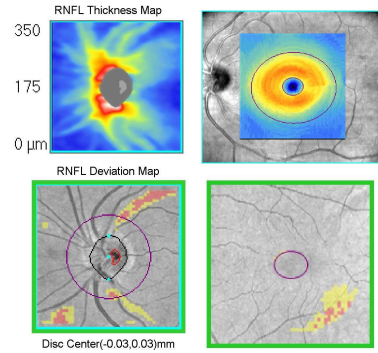 RNFL Thickness Map
350
175
0 µm
RNFL Deviation Map
Disc Center(-0.03,0.03)mm